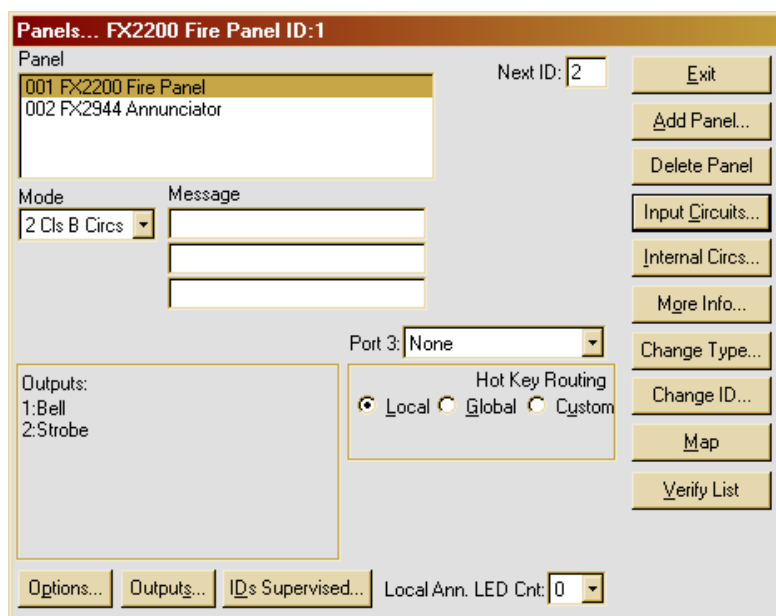 Panels... FX2200 Fire Panel ID:1
Panel
Next ID: 2
001 FX2200 Fire Panel
002 FX2944 Annunciator
Mode
Message
2 Cls B Circs
Port 3: None
Outputs:
1:Bell
2:Strobe
Hot Key Routing
Local Global Custom
Options... Outputs... IDs Supervised... Local Ann. LED Cnt: 0
Exit
Add Panel...
Delete Panel
Input Circuits...
Internal Circs...
More Info...
Change Type...
Change ID...
Map
Verify List